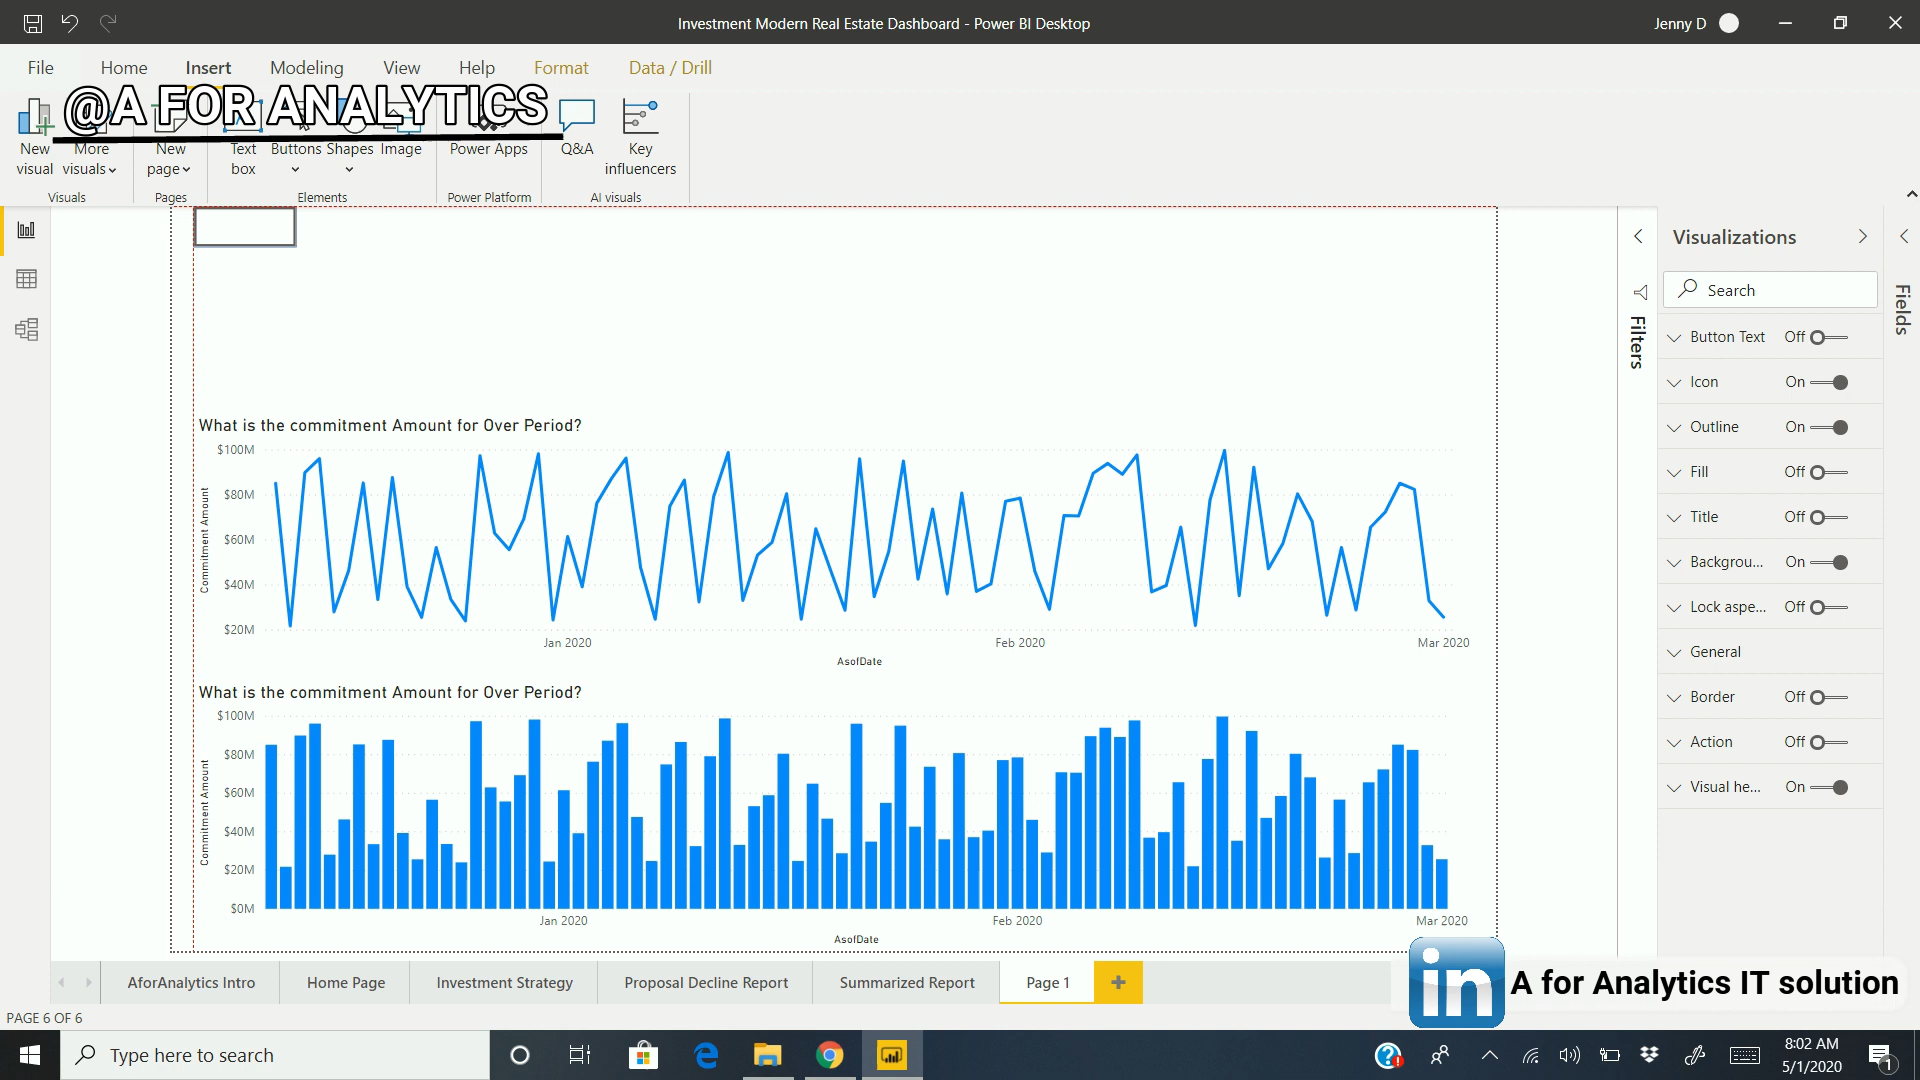 Investment Modern Real Estate Dashboard - Power BI Desktop
Jenny D
File Home Insert Modeling View Help Format Data / Drill
@A FOR ANALYTICS
New visual
More visuals
New page
Text box
Buttons
Shapes
Image
Power Apps
Q&A
Key influencers
Visuals
Pages
Elements
Power Platform
AI visuals
What is the commitment Amount for Over Period?
$100M
$80M
$60M
$40M
$20M
Commitment Amount
Jan 2020 Feb 2020 Mar 2020
AsofDate
What is the commitment Amount for Over Period?
$100M
$80M
$60M
$40M
$20M
$0M
Commitment Amount
Jan 2020 Feb 2020 Mar 2020
AsofDate
Filters
Visualizations
Search
Button Text Off
Icon On
Outline On
Fill Off
Title Off
Backgrou... On
Lock aspe... Off
General
Border Off
Action Off
Visual he... On
Fields
AforAnalytics Intro Home Page Investment Strategy Proposal Decline Report Summarized Report Page 1 +
in A for Analytics IT solution
PAGE 6 OF 6
Type here to search
8:02 AM
5/1/2020
1